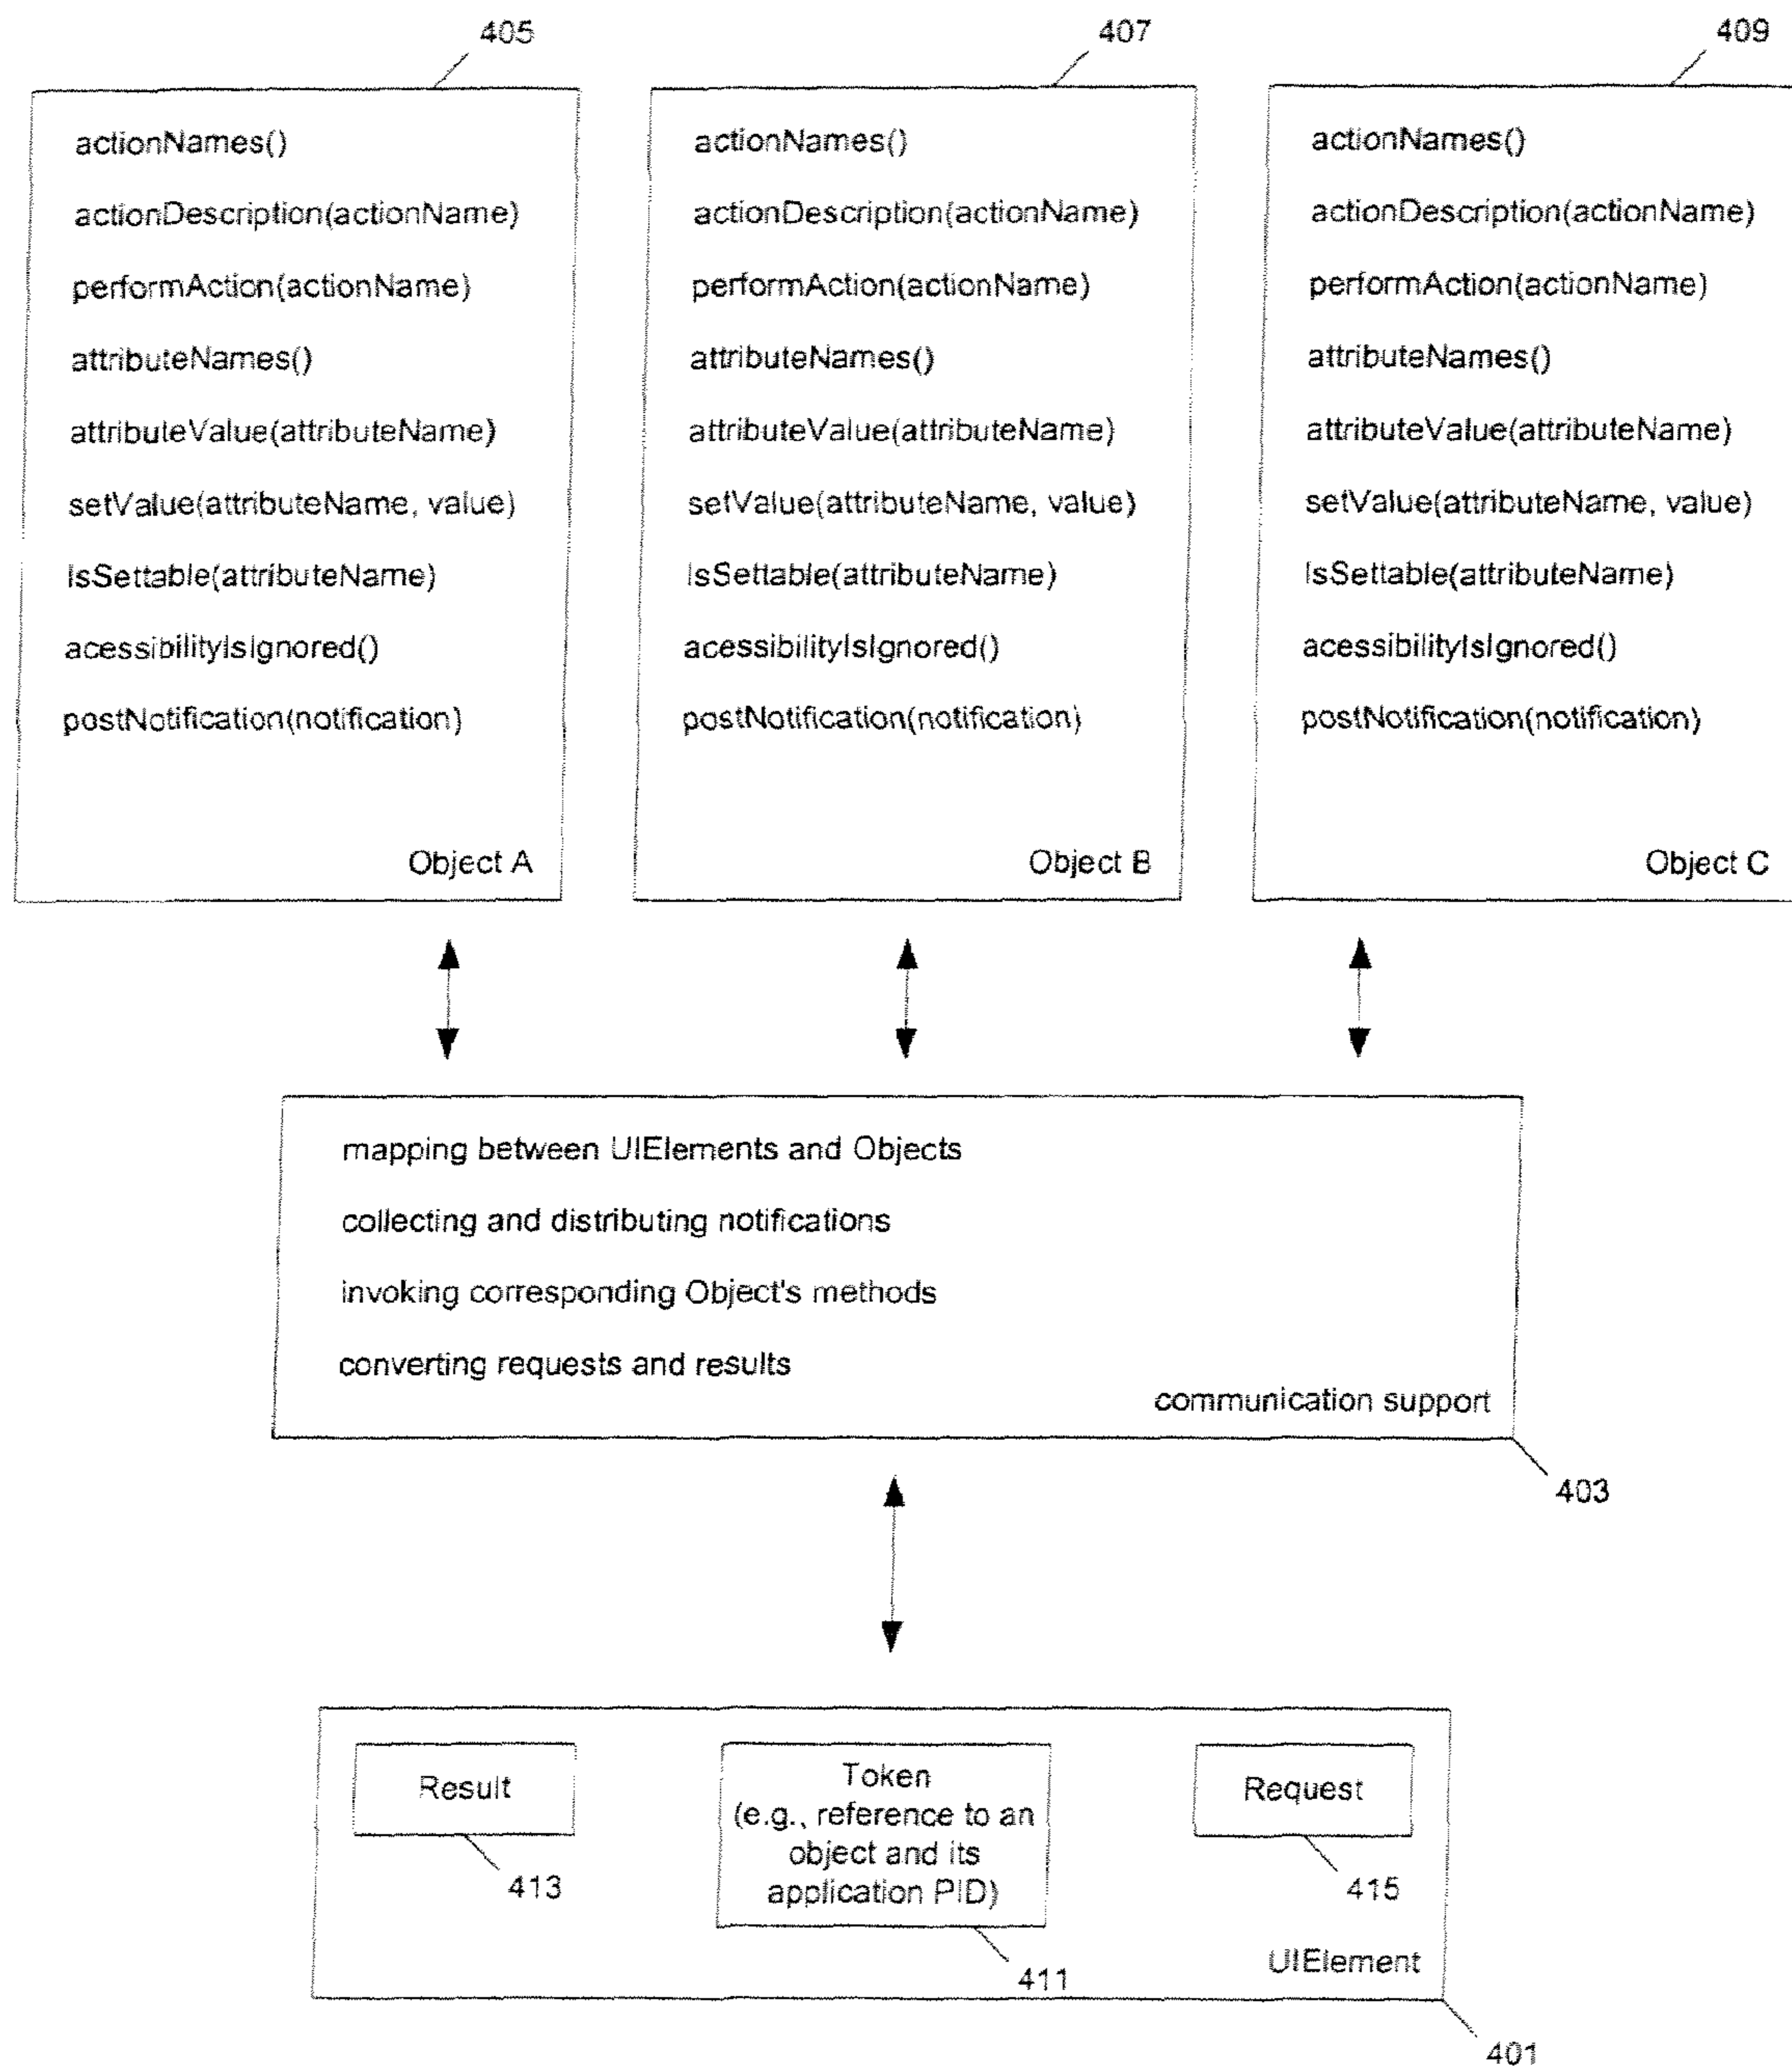 405
actionNames()
actionDescription(actionName)
performAction(actionName)
attributeNames()
attributeValue(attributeName)
setValue(attributeName, value)
IsSettable(attributeName)
acessibilityIsIgnored()
postNotification(notification)
Object A
407
actionNames()
actionDescription(actionName)
performAction(actionName)
attributeNames()
attributeValue(attributeName)
setValue(attributeName, value)
IsSettable(attributeName)
acessibilityIsIgnored()
postNotification(notification)
Object B
409
actionNames()
actionDescription(actionName)
performAction(actionName)
attributeNames()
attributeValue(attributeName)
setValue(attributeName, value)
IsSettable(attributeName)
acessibilityIsIgnored()
postNotification(notification)
Object C
mapping between UIElements and Objects
collecting and distributing notifications
invoking corresponding Object's methods
converting requests and results
communication support
403
Result
413
Token
(e.g., reference to an
object and its
application PID)
411
Request
415
UIElement
401